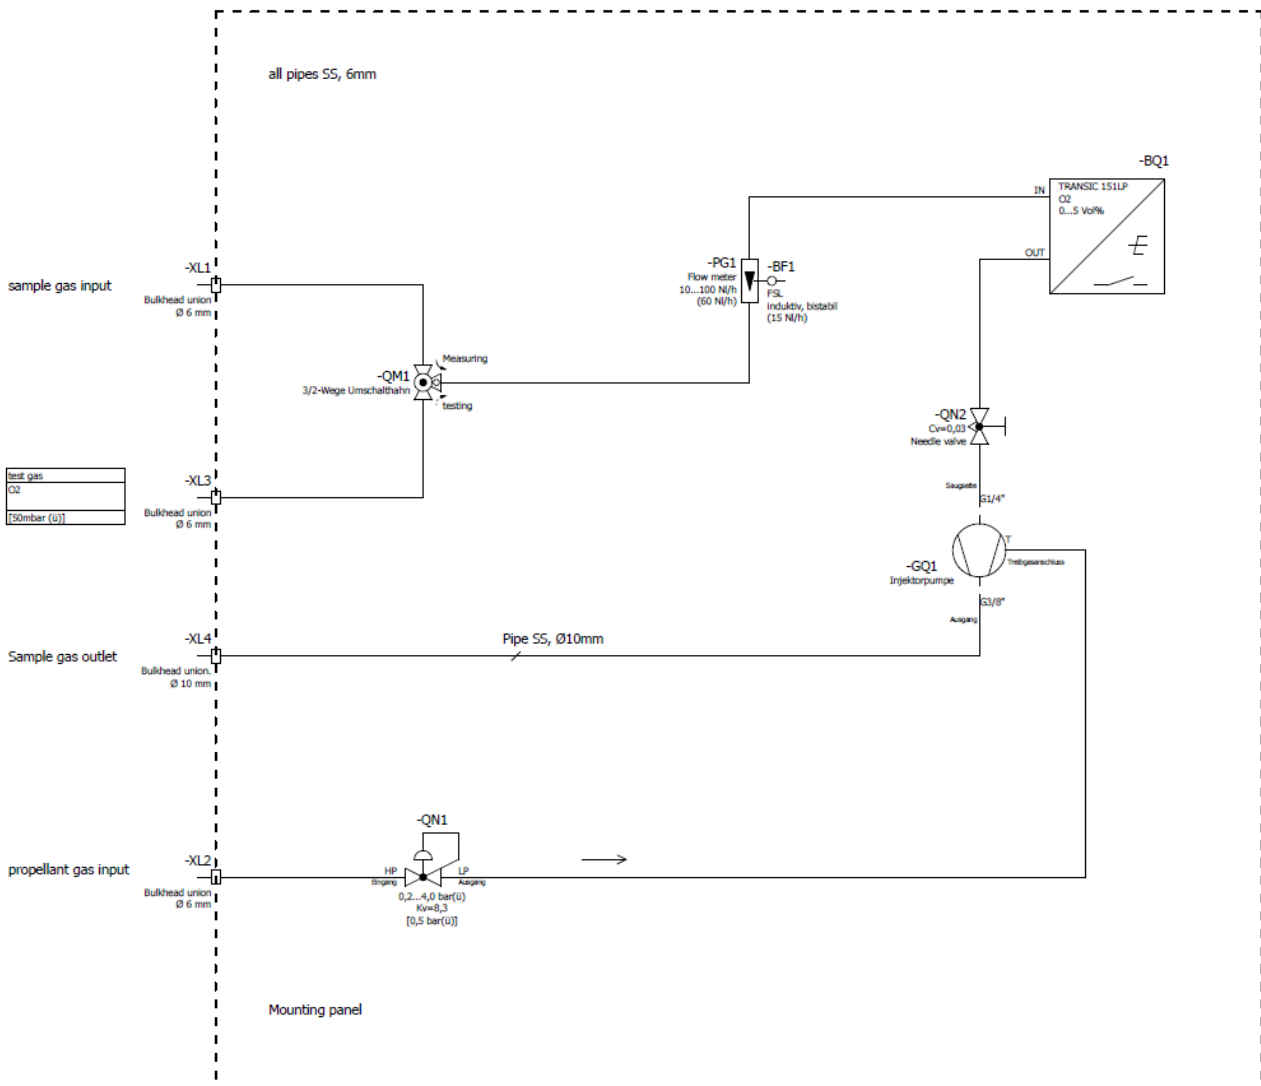 all pipes SS, 6mm
-BQ1
IN
TRANSIC 151LP
O2
0...5 Vol%
OUT
-PG1
Flow meter
10...100 Nl/h
(60 Nl/h)
-BF1
FSL
induktiv, bistabil
(15 Nl/h)
sample gas input
-XL1
Bulkhead union
Ø 6 mm
Measuring
-QM1
3/2-Wege Umschalthahn
testing
-QN2
Cv=0,03
Needle valve
test gas
O2
[50mbar (ü)]
-XL3
Bulkhead union
Ø 6 mm
Saugseite
G1/4"
T
Treibgasanschluss
-GQ1
Injektorpumpe
G3/8"
Ausgang
Sample gas outlet
-XL4
Bulkhead union.
Ø 10 mm
Pipe SS, Ø10mm
propellant gas input
-XL2
Bulkhead union
Ø 6 mm
-QN1
HP
Eingang
LP
Ausgang
0,2...4,0 bar(ü)
Kv=8,3
[0,5 bar(ü)]
Mounting panel